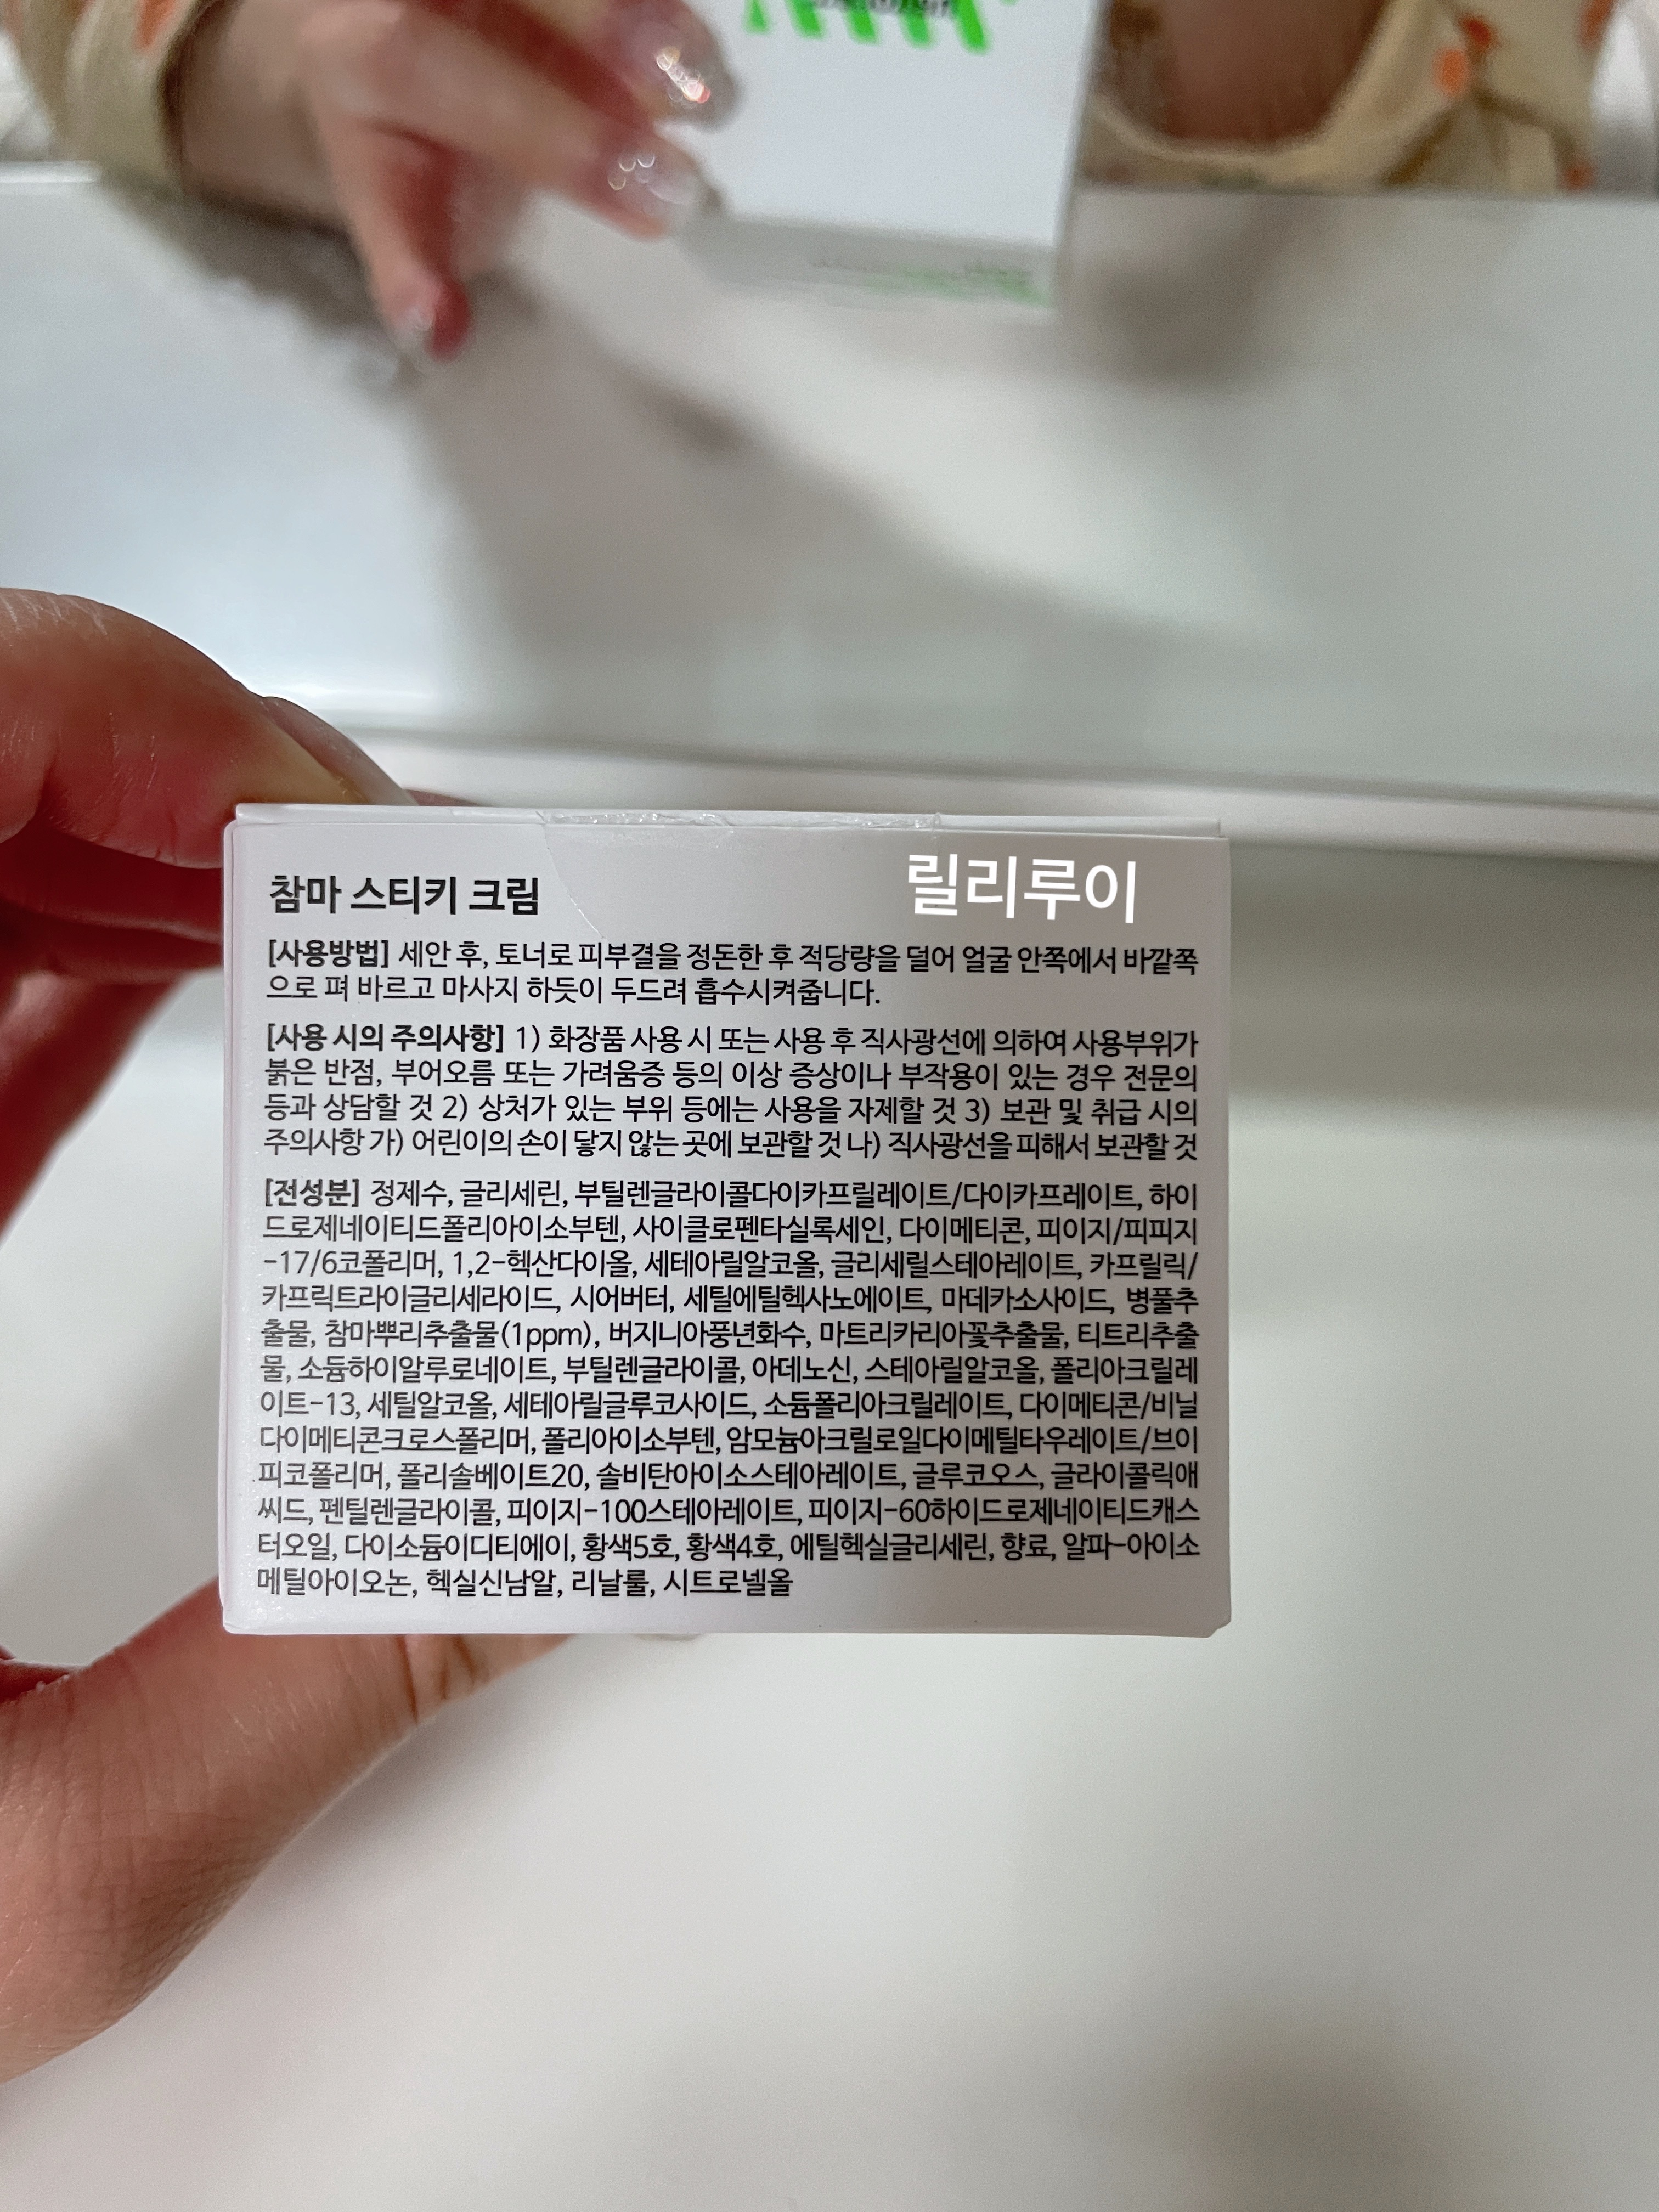 참마 스티키 크림
릴리루이
[사용방법] 세안 후, 토너로 피부결을 정돈한 후 적당량을 덜어 얼굴 안쪽에서 바깥쪽
으로 펴 바르고 마사지 하듯이 두드려 흡수시켜줍니다.
[사용 시의 주의사항] 1) 화장품 사용 시 또는 사용 후 직사광선에 의하여 사용부위가
붉은 반점, 부어오름 또는 가려움증 등의 이상 증상이나 부작용이 있는 경우 전문의
등과 상담할 것 2) 상처가 있는 부위 등에는 사용을 자제할 것 3) 보관 및 취급 시의
주의사항 가) 어린이의 손이 닿지 않는 곳에 보관할 것 나) 직사광선을 피해서 보관할 것
[전성분] 정제수, 글리세린, 부틸렌글라이콜다이카프릴레이트/다이카프레이트, 하이
드로제네이티드폴리아이소부텐, 사이클로펜타실록세인, 다이메티콘, 피이지/피피지
-17/6코폴리머, 1,2-헥산다이올, 세테아릴알코올, 글리세릴스테아레이트, 카프릴릭/
카프릭트라이글리세라이드, 시어버터, 세틸에틸헥사노에이트, 마데카소사이드, 병풀추
출물, 참마뿌리추출물(1ppm), 버지니아풍년화수, 마트리카리아꽃추출물, 티트리추출
물, 소듐하이알루로네이트, 부틸렌글라이콜, 아데노신, 스테아릴알코올, 폴리아크릴레
이트-13, 세틸알코올, 세테아릴글루코사이드, 소듐폴리아크릴레이트, 다이메티콘/비닐
다이메티콘크로스폴리머, 폴리아이소부텐, 암모늄아크릴로일다이메틸타우레이트/브이
피코폴리머, 폴리솔베이트20, 솔비탄아이소스테아레이트, 글루코오스, 글라이콜릭애
씨드, 펜틸렌글라이콜, 피이지-100스테아레이트, 피이지-60하이드로제네이티드캐스
터오일, 다이소듐이디티에이, 황색5호, 황색4호, 에틸헥실글리세린, 향료, 알파-아이소
메틸아이오논, 헥실신남알, 리날룰, 시트로넬올